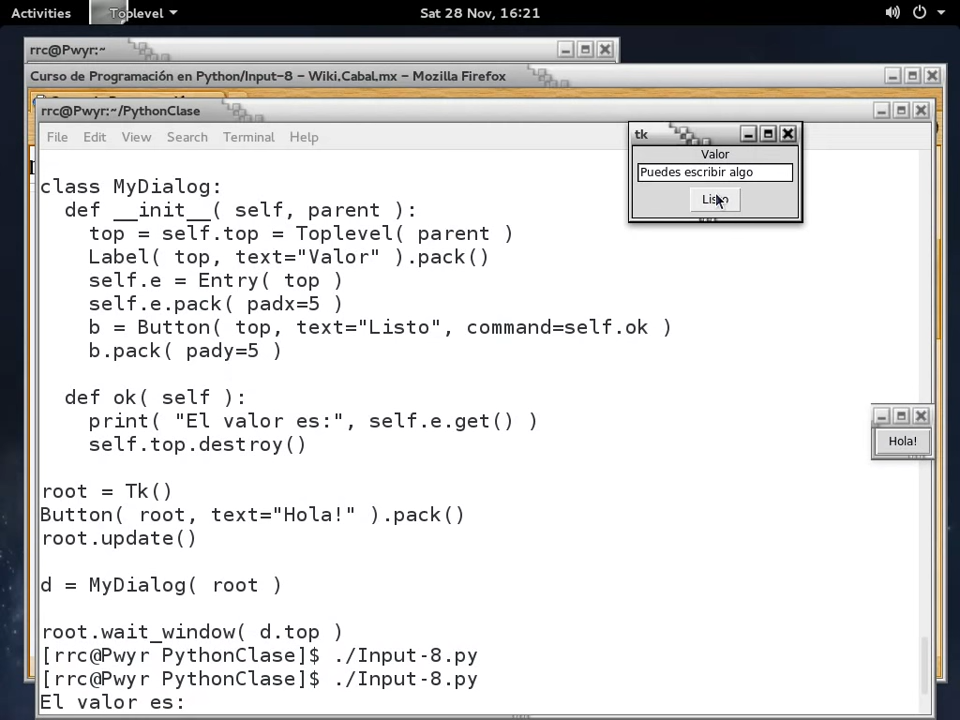 Activities Toplevel Sat 28 Nov, 16:21
rrc@Pwyr:~
Curso de Programación en Python/Input-8 – Wiki.Cabal.mx – Mozilla Firefox
rrc@Pwyr:~/PythonClase
File Edit View Search Terminal Help
tk
Valor
Puedes escribir algo
Listo
class MyDialog:
def __init__( self, parent ):
top = self.top = Toplevel( parent )
Label( top, text="Valor" ).pack()
self.e = Entry( top )
self.e.pack( padx=5 )
b = Button( top, text="Listo", command=self.ok )
b.pack( pady=5 )
def ok( self ):
print( "El valor es:", self.e.get() )
self.top.destroy()
Hola!
root = Tk()
Button( root, text="Hola!" ).pack()
root.update()
d = MyDialog( root )
root.wait_window( d.top )
[rrc@Pwyr PythonClase]$ ./Input-8.py
[rrc@Pwyr PythonClase]$ ./Input-8.py
El valor es: